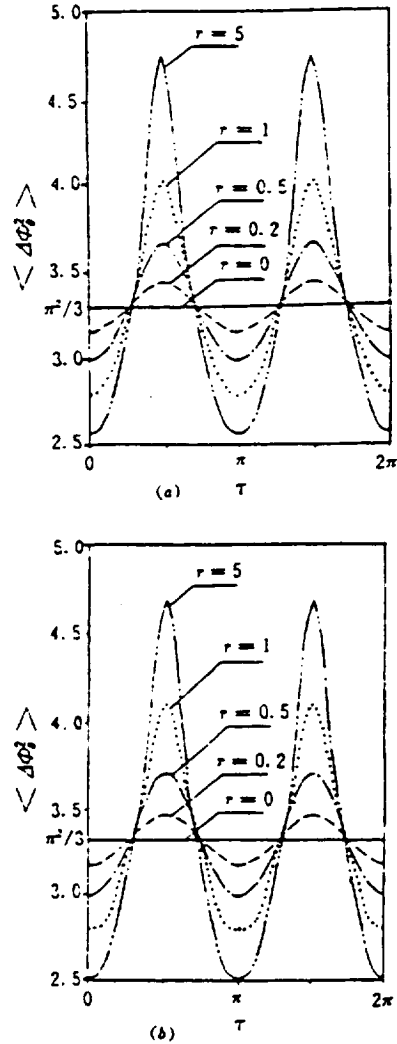 5.0
r = 5
4.5
r = 1
4.0
r = 0.5
r = 0.2
3.5
r = 0
π²/3
3.0
2.5
0
π
2π
< ΔΦ²θ >
τ
(a)
5.0
r = 5
4.5
r = 1
4.0
r = 0.5
r = 0.2
3.5
r = 0
π²/3
3.0
2.5
0
π
2π
< ΔΦ²θ >
τ
(b)